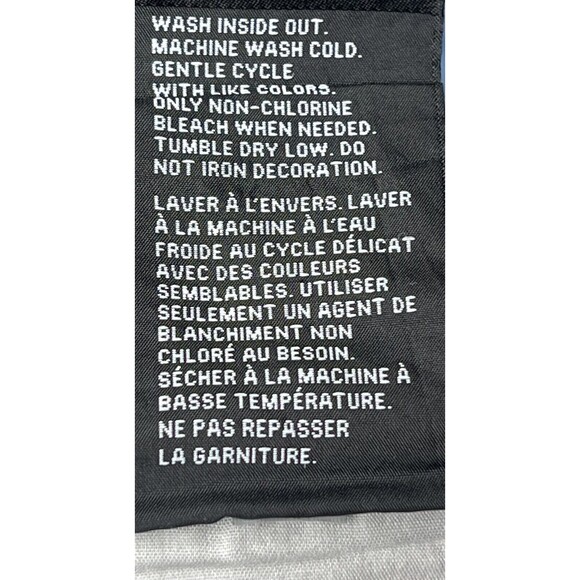 WASH INSIDE OUT.
MACHINE WASH COLD.
GENTLE CYCLE
WITH LIKE COLORS.
ONLY NON-CHLORINE
BLEACH WHEN NEEDED.
TUMBLE DRY LOW. DO
NOT IRON DECORATION.
LAVER À L'ENVERS. LAVER
À LA MACHINE À L'EAU
FROIDE AU CYCLE DÉLICAT
AVEC DES COULEURS
SEMBLABLES. UTILISER
SEULEMENT UN AGENT DE
BLANCHIMENT NON
CHLORÉ AU BESOIN.
SÉCHER À LA MACHINE À
BASSE TEMPÉRATURE.
NE PAS REPASSER
LA GARNITURE.